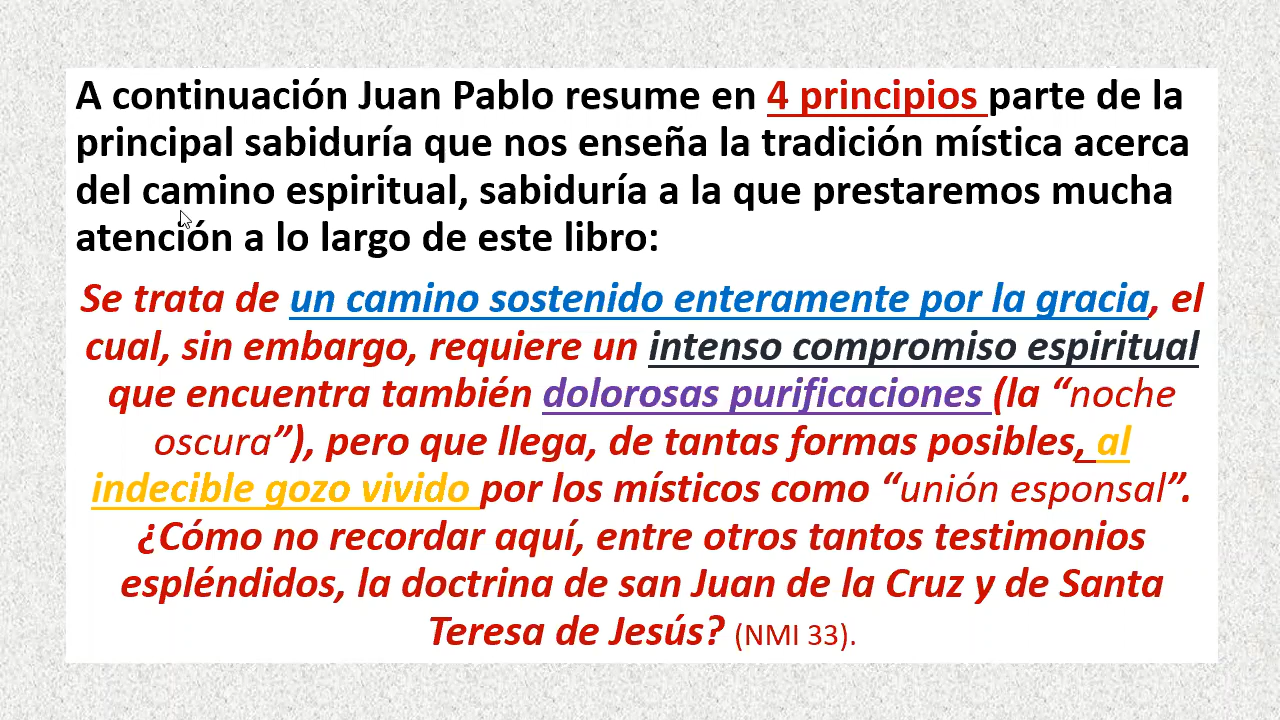 A continuación Juan Pablo resume en 4 principios parte de la
principal sabiduría que nos enseña la tradición mística acerca
del camino espiritual, sabiduría a la que prestaremos mucha
atención a lo largo de este libro:
Se trata de un camino sostenido enteramente por la gracia, el
cual, sin embargo, requiere un intenso compromiso espiritual
que encuentra también dolorosas purificaciones (la “noche
oscura”), pero que llega, de tantas formas posibles, al
indecible gozo vivido por los místicos como “unión esponsal”.
¿Cómo no recordar aquí, entre otros tantos testimonios
espléndidos, la doctrina de san Juan de la Cruz y de Santa
Teresa de Jesús? (NMI 33).